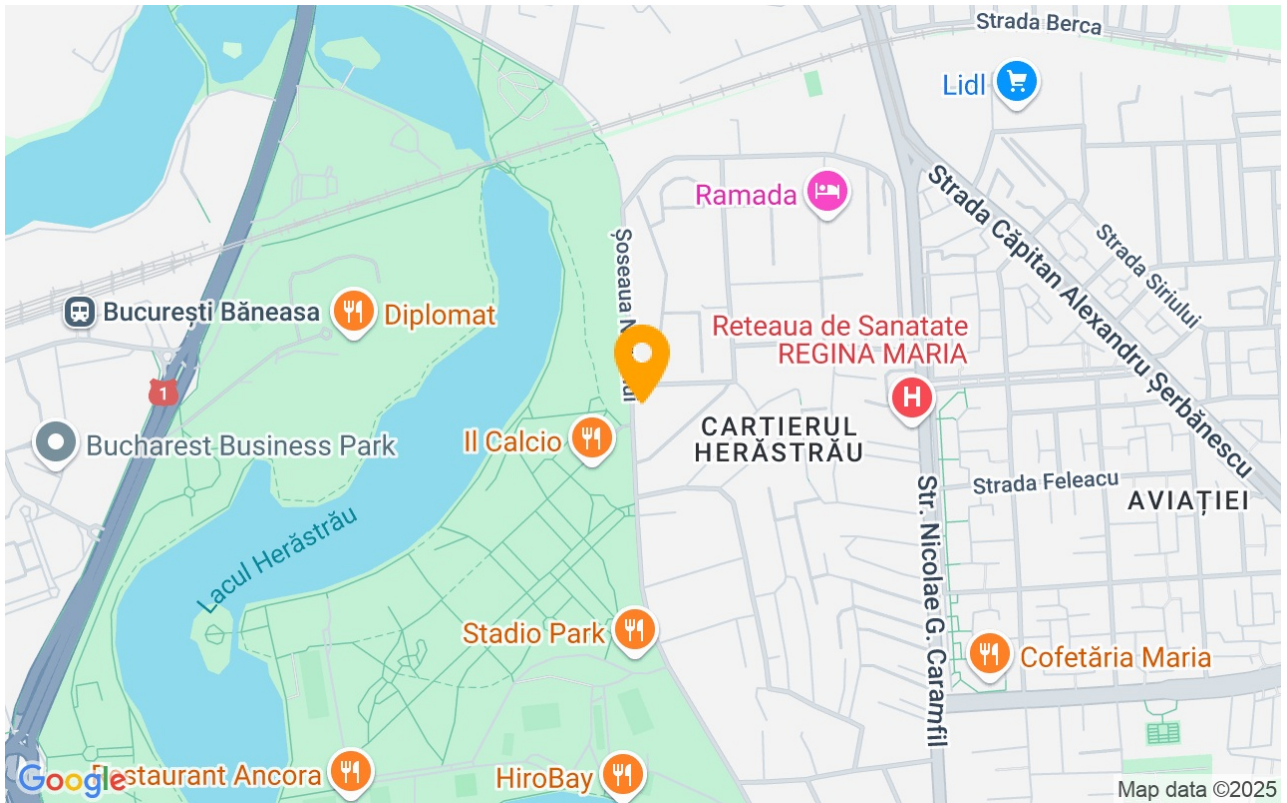 Strada Berca
Lidl
Ramada
Strada Căpitan Alexandru Șerbănescu
Strada Siriului
Șoseaua
București Băneasa
Diplomat
Reteaua de Sanatate
REGINA MARIA
H
1
Il Calcio
CARTIERUL
HERĂSTRĂU
Bucharest Business Park
Strada Feleacu
AVIAȚIEI
Str. Nicolae G. Caramfil
Lacul Herăstrău
Stadio Park
Cofetăria Maria
Google
Restaurant Ancora
HiroBay
Map data ©2025